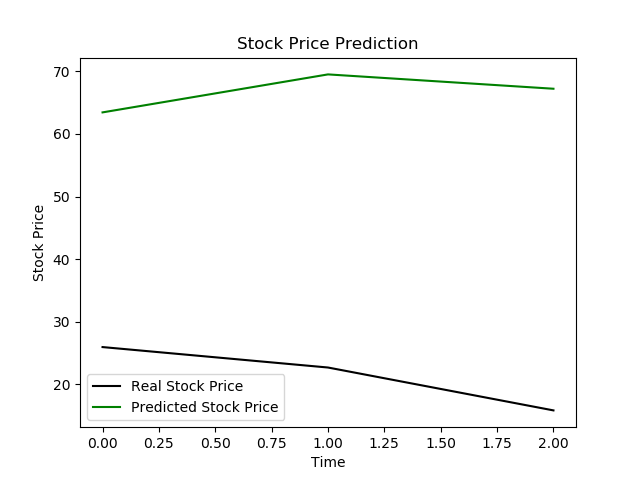 Stock Price Prediction
70
60
50
40
30
20
Stock Price
Real Stock Price
Predicted Stock Price
0.00 0.25 0.50 0.75 1.00 1.25 1.50 1.75 2.00
Time